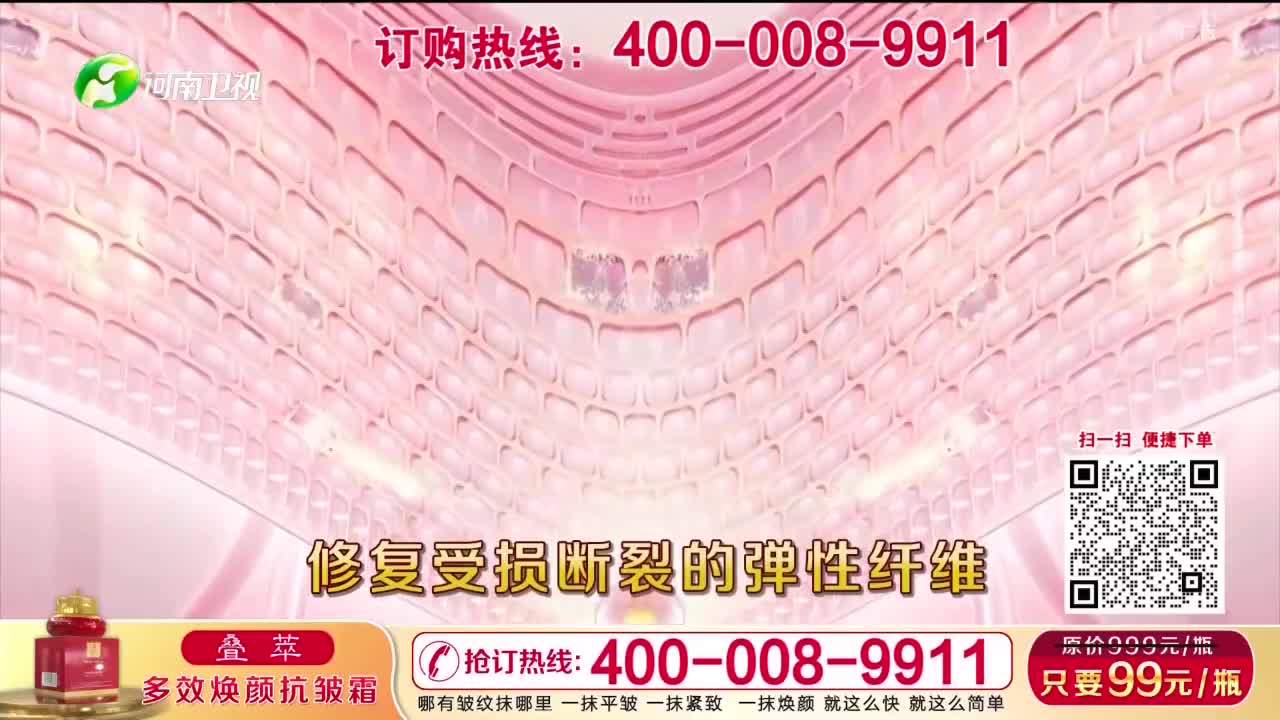 订购热线：400-008-9911
广告
河南卫视
扫一扫 便捷下单
修复受损断裂的弹性纤维
叠萃
多效焕颜抗皱霜
抢订热线：400-008-9911
哪有皱纹抹哪里 一抹平皱 一抹紧致 一抹焕颜 就这么快 就这么简单
原价999元/瓶
只要99元/瓶